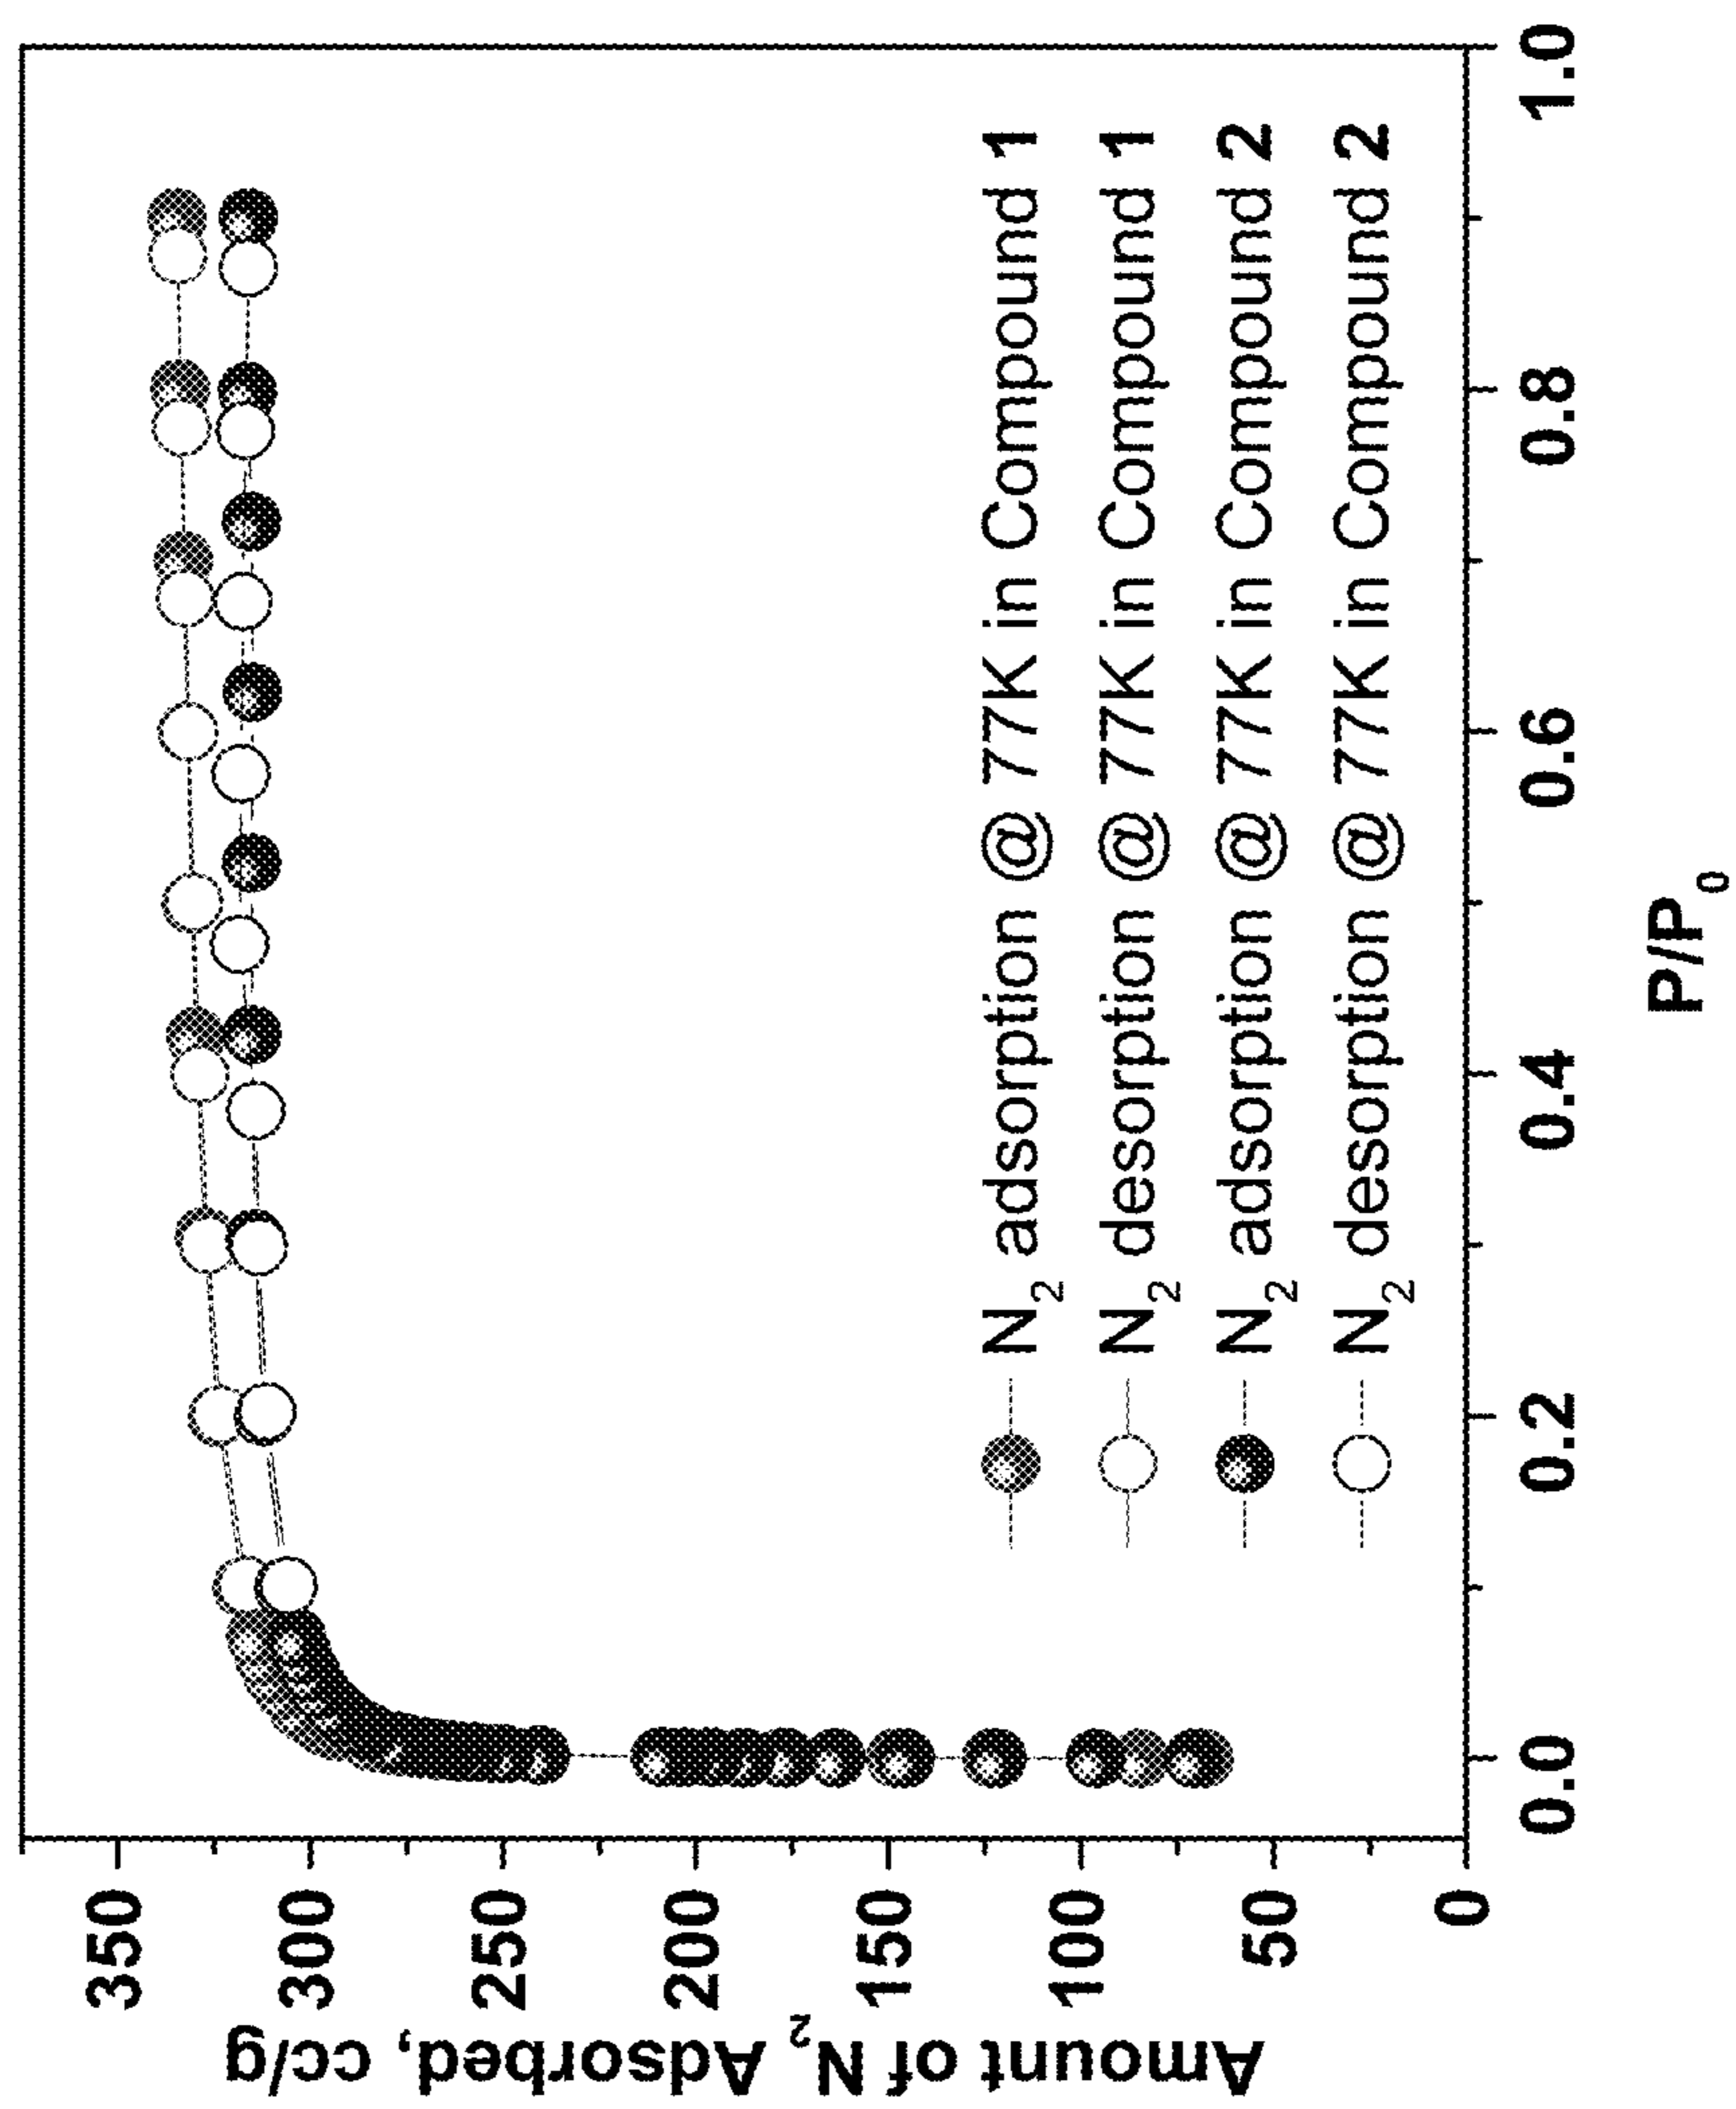 Amount of N₂ Adsorbed, cc/g
350
300
250
200
150
100
50
0
N₂ adsorption @ 77K in Compound 1
N₂ desorption @ 77K in Compound 1
N₂ adsorption @ 77K in Compound 2
N₂ desorption @ 77K in Compound 2
0.0 0.2 0.4 0.6 0.8 1.0
P/P₀